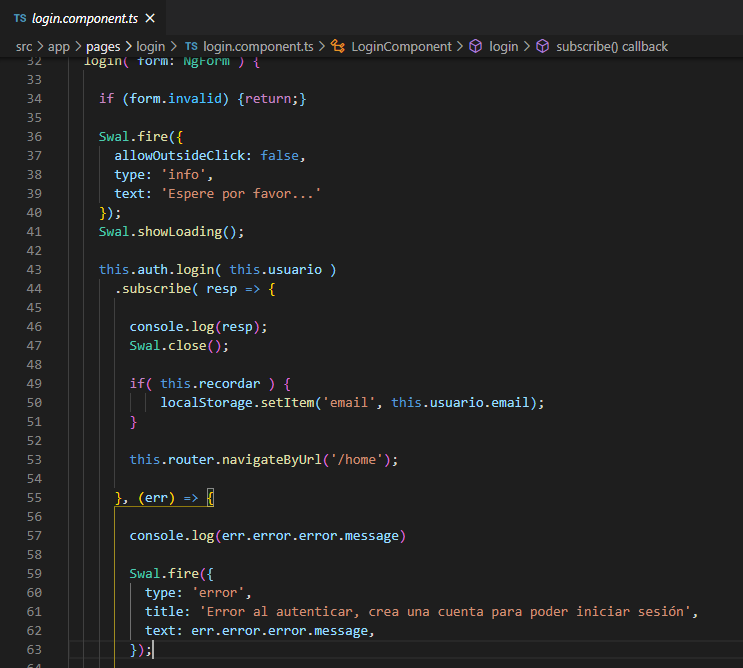 TS login.component.ts ×
src > app > pages > login > TS login.component.ts > LoginComponent > login > subscribe() callback
32 login( form: NgForm ) {
33
34 if (form.invalid) {return;}
35
36 Swal.fire({
37 allowOutsideClick: false,
38 type: 'info',
39 text: 'Espere por favor...'
40 });
41 Swal.showLoading();
42
43 this.auth.login( this.usuario )
44 .subscribe( resp => {
45
46 console.log(resp);
47 Swal.close();
48
49 if( this.recordar ) {
50 localStorage.setItem('email', this.usuario.email);
51 }
52
53 this.router.navigateByUrl('/home');
54
55 }, (err) => {
56
57 console.log(err.error.error.message)
58
59 Swal.fire({
60 type: 'error',
61 title: 'Error al autenticar, crea una cuenta para poder iniciar sesión',
62 text: err.error.error.message,
63 });
64